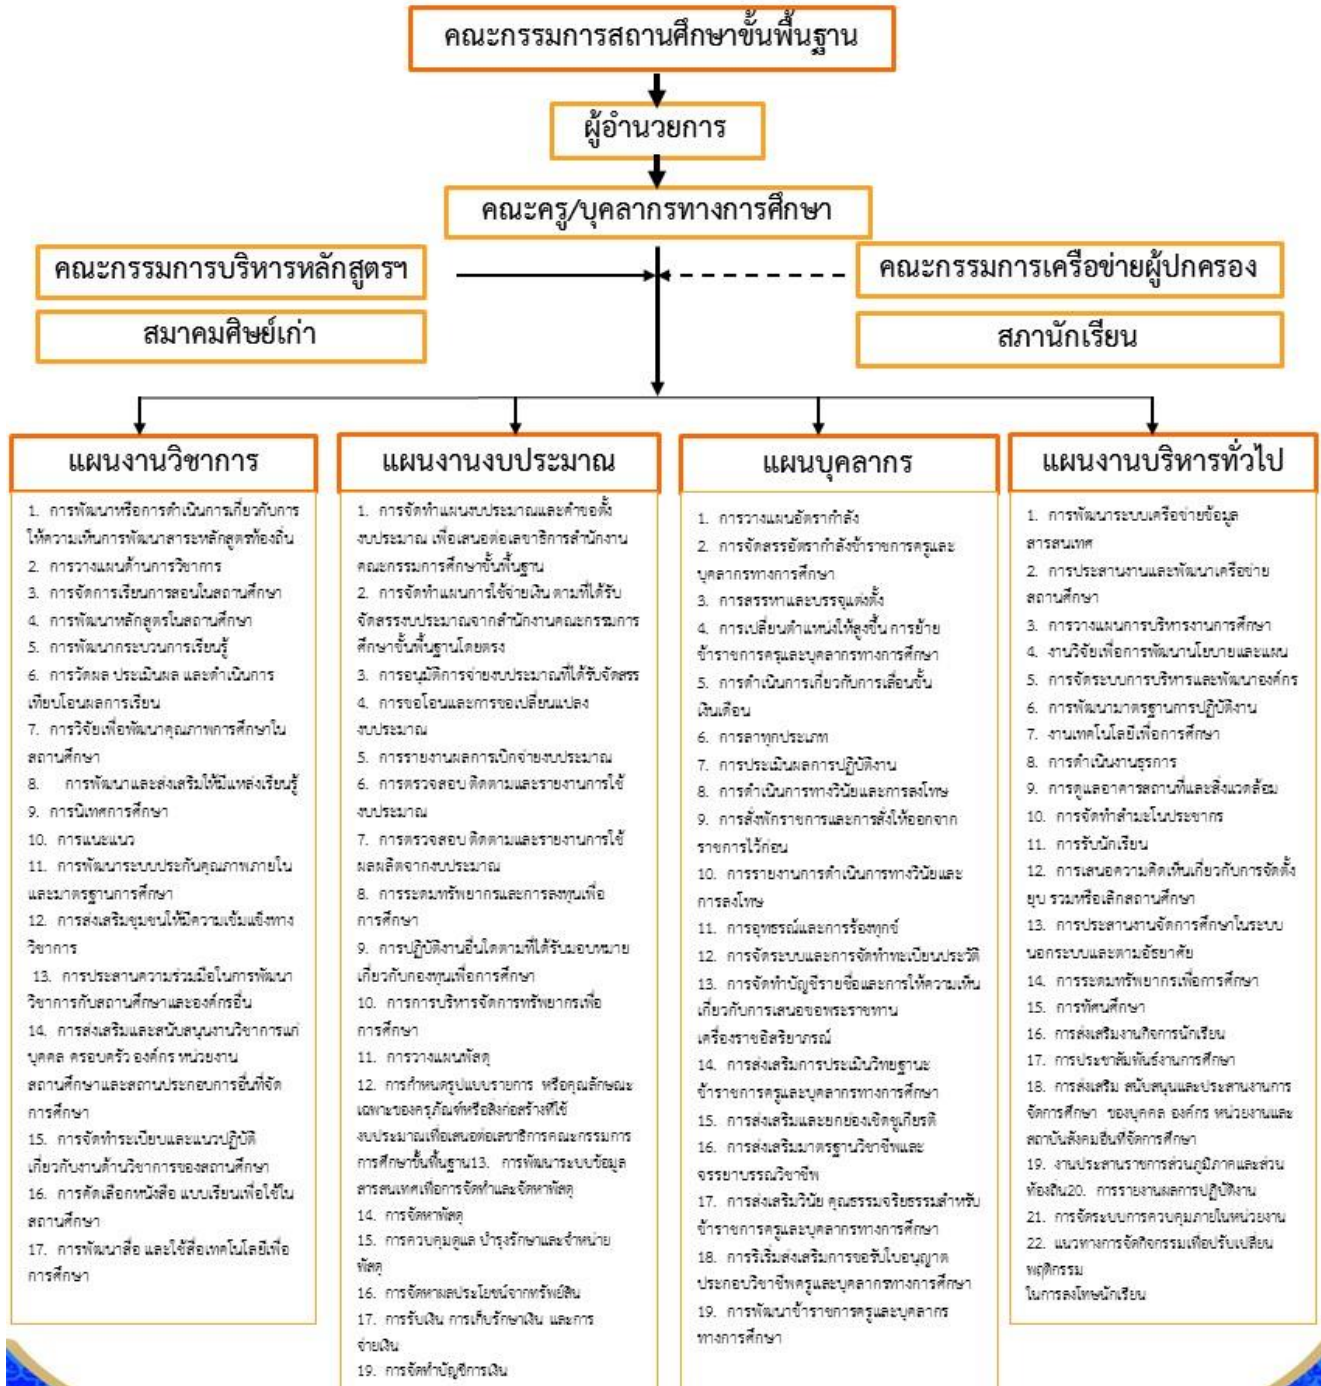 คณะกรรมการสถานศึกษาขั้นพื้นฐาน
ผู้อำนวยการ
คณะครู/บุคลากรทางการศึกษา
คณะกรรมการบริหารหลักสูตรฯ
คณะกรรมการเครือข่ายผู้ปกครอง
สมาคมศิษย์เก่า
สภานักเรียน
แผนงานวิชาการ
1. การพัฒนาหรือการดำเนินการเกี่ยวกับการ
ให้ความเห็นการพัฒนาสาระหลักสูตรท้องถิ่น
2. การวางแผนด้านการวิชาการ
3. การจัดการเรียนการสอนในสถานศึกษา
4. การพัฒนาหลักสูตรในสถานศึกษา
5. การพัฒนากระบวนการเรียนรู้
6. การวัดผล ประเมินผล และดำเนินการ
เทียบโอนผลการเรียน
7. การวิจัยเพื่อพัฒนาคุณภาพการศึกษาใน
สถานศึกษา
8. การพัฒนาและส่งเสริมให้มีแหล่งเรียนรู้
9. การนิเทศการศึกษา
10. การแนะแนว
11. การพัฒนาระบบประกันคุณภาพภายใน
และมาตรฐานการศึกษา
12. การส่งเสริมชุมชนให้มีความเข้มแข็งทาง
วิชาการ
13. การประสานความร่วมมือในการพัฒนา
วิชาการกับสถานศึกษาและองค์กรอื่น
14. การส่งเสริมและสนับสนุนงานวิชาการแก่
บุคคล ครอบครัว องค์กร หน่วยงาน
สถานศึกษาและสถานประกอบการอื่นที่จัด
การศึกษา
15. การจัดทำระเบียบและแนวปฏิบัติ
เกี่ยวกับงานด้านวิชาการของสถานศึกษา
16. การคัดเลือกหนังสือ แบบเรียนเพื่อใช้ใน
สถานศึกษา
17. การพัฒนาสื่อ และใช้สื่อเทคโนโลยีเพื่อ
การศึกษา
แผนงานงบประมาณ
1. การจัดทำแผนงบประมาณและคำขอตั้ง
งบประมาณ เพื่อเสนอต่อเลขาธิการสำนักงาน
คณะกรรมการการศึกษาขั้นพื้นฐาน
2. การจัดทำแผนการใช้จ่ายเงิน ตามที่ได้รับ
จัดสรรงบประมาณจากสำนักงานคณะกรรมการ
ศึกษาขั้นพื้นฐานโดยตรง
3. การอนุมัติการจ่ายงบประมาณที่ได้รับจัดสรร
4. การขอโอนและการขอเปลี่ยนแปลง
งบประมาณ
5. การรายงานผลการเบิกจ่ายงบประมาณ
6. การตรวจสอบ ติดตามและรายงานการใช้
งบประมาณ
7. การตรวจสอบ ติดตามและรายงานการใช้
ผลผลิตจากงบประมาณ
8. การระดมทรัพยากรและการลงทุนเพื่อ
การศึกษา
9. การปฏิบัติงานอื่นใดตามที่ได้รับมอบหมาย
เกี่ยวกับกองทุนเพื่อการศึกษา
10. การการบริหารจัดการทรัพยากรเพื่อ
การศึกษา
11. การวางแผนพัสดุ
12. การกำหนดรูปแบบรายการ หรือคุณลักษณะ
เฉพาะของครุภัณฑ์หรือสิ่งก่อสร้างที่ใช้
งบประมาณเพื่อเสนอต่อเลขาธิการคณะกรรมการ
การศึกษาขั้นพื้นฐาน13. การพัฒนาระบบข้อมูล
สารสนเทศเพื่อการจัดทำและจัดหาพัสดุ
14. การจัดหาพัสดุ
15. การควบคุมดูแล บำรุงรักษาและจำหน่าย
พัสดุ
16. การจัดหาผลประโยชน์จากทรัพย์สิน
17. การรับเงิน การเก็บรักษาเงิน และการ
จ่ายเงิน
19. การจัดทำบัญชีการเงิน
แผนบุคลากร
1. การวางแผนอัตรากำลัง
2. การจัดสรรอัตรากำลังข้าราชการครูและ
บุคลากรทางการศึกษา
3. การสรรหาและบรรจุแต่งตั้ง
4. การเปลี่ยนตำแหน่งให้สูงขึ้น การย้าย
ข้าราชการครูและบุคลากรทางการศึกษา
5. การดำเนินการเกี่ยวกับการเลื่อนขั้น
เงินเดือน
6. การลาทุกประเภท
7. การประเมินผลการปฏิบัติงาน
8. การดำเนินการทางวินัยและการลงโทษ
9. การสั่งพักราชการและการสั่งให้ออกจาก
ราชการไว้ก่อน
10. การรายงานการดำเนินการทางวินัยและ
การลงโทษ
11. การอุทธรณ์และการร้องทุกข์
12. การจัดระบบและการจัดทำทะเบียนประวัติ
13. การจัดทำบัญชีรายชื่อและการให้ความเห็น
เกี่ยวกับการเสนอขอพระราชทาน
เครื่องราชอิสริยาภรณ์
14. การส่งเสริมการประเมินวิทยฐานะ
ข้าราชการครูและบุคลากรทางการศึกษา
15. การส่งเสริมและยกย่องเชิดชูเกียรติ
16. การส่งเสริมมาตรฐานวิชาชีพและ
จรรยาบรรณวิชาชีพ
17. การส่งเสริมวินัย คุณธรรมจริยธรรมสำหรับ
ข้าราชการครูและบุคลากรทางการศึกษา
18. การริเริ่มส่งเสริมการขอรับใบอนุญาต
ประกอบวิชาชีพครูและบุคลากรทางการศึกษา
19. การพัฒนาข้าราชการครูและบุคลากร
ทางการศึกษา
แผนงานบริหารทั่วไป
1. การพัฒนาระบบเครือข่ายข้อมูล
สารสนเทศ
2. การประสานงานและพัฒนาเครือข่าย
สถานศึกษา
3. การวางแผนการบริหารงานการศึกษา
4. งานวิจัยเพื่อการพัฒนานโยบายและแผน
5. การจัดระบบการบริหารและพัฒนาองค์กร
6. การพัฒนามาตรฐานการปฏิบัติงาน
7. งานเทคโนโลยีเพื่อการศึกษา
8. การดำเนินงานธุรการ
9. การดูแลอาคารสถานที่และสิ่งแวดล้อม
10. การจัดทำสำมะโนประชากร
11. การรับนักเรียน
12. การเสนอความคิดเห็นเกี่ยวกับการจัดตั้ง
ยุบ รวมหรือเลิกสถานศึกษา
13. การประสานงานจัดการศึกษาในระบบ
นอกระบบและตามอัธยาศัย
14. การระดมทรัพยากรเพื่อการศึกษา
15. การทัศนศึกษา
16. การส่งเสริมงานกิจการนักเรียน
17. การประชาสัมพันธ์งานการศึกษา
18. การส่งเสริม สนับสนุนและประสานงานการ
จัดการศึกษา ของบุคคล องค์กร หน่วยงานและ
สถาบันสังคมอื่นที่จัดการศึกษา
19. งานประสานราชการส่วนภูมิภาคและส่วน
ท้องถิ่น20. การรายงานผลการปฏิบัติงาน
21. การจัดระบบการควบคุมภายในหน่วยงาน
22. แนวทางการจัดกิจกรรมเพื่อปรับเปลี่ยน
พฤติกรรม
ในการลงโทษนักเรียน